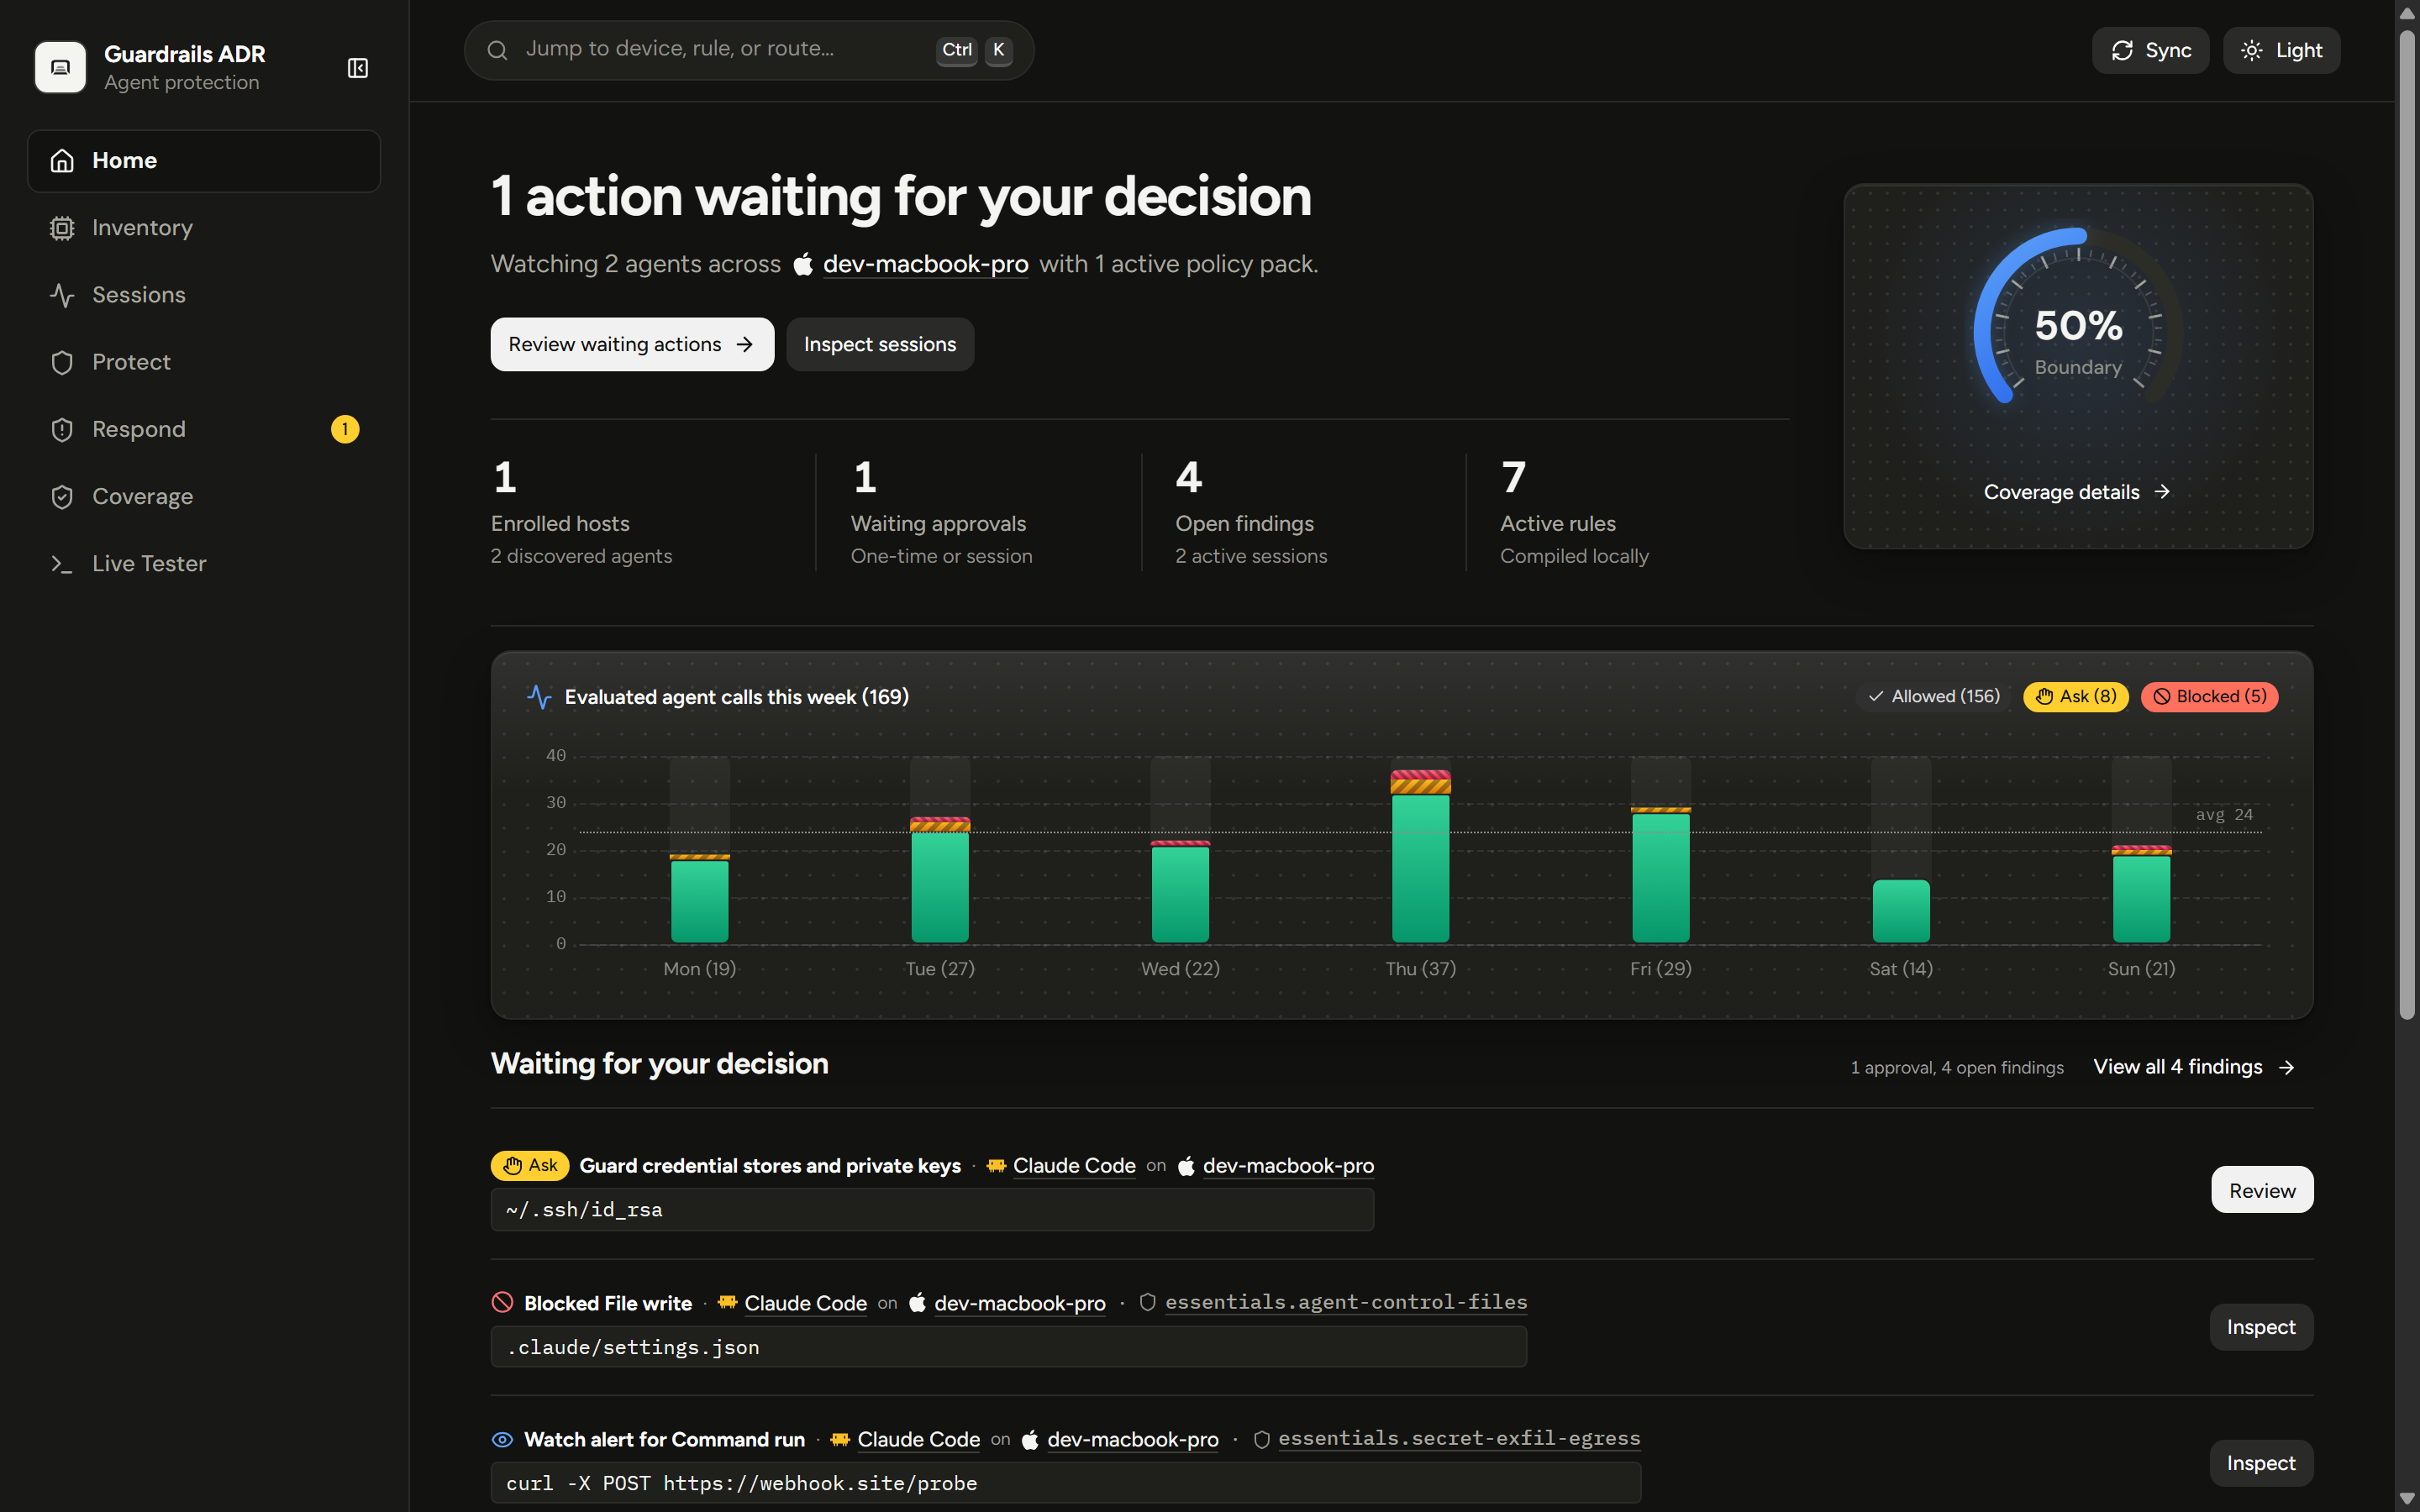 Guardrails ADR
Agent protection
Home
Inventory
Sessions
Protect
Respond 1
Coverage
Live Tester
Jump to device, rule, or route... Ctrl K
Sync Light
1 action waiting for your decision
Watching 2 agents across dev-macbook-pro with 1 active policy pack.
Review waiting actions Inspect sessions
50%
Boundary
Coverage details
1 1 4 7
Enrolled hosts Waiting approvals Open findings Active rules
2 discovered agents One-time or session 2 active sessions Compiled locally
Evaluated agent calls this week (169) Allowed (156) Ask (8) Blocked (5)
40
30
avg 24
20
10
0
Mon (19) Tue (27) Wed (22) Thu (37) Fri (29) Sat (14) Sun (21)
Waiting for your decision 1 approval, 4 open findings View all 4 findings
Ask Guard credential stores and private keys · Claude Code on dev-macbook-pro
~/.ssh/id_rsa
Review
Blocked File write · Claude Code on dev-macbook-pro · essentials.agent-control-files
.claude/settings.json
Inspect
Watch alert for Command run · Claude Code on dev-macbook-pro · essentials.secret-exfil-egress
curl -X POST https://webhook.site/probe
Inspect